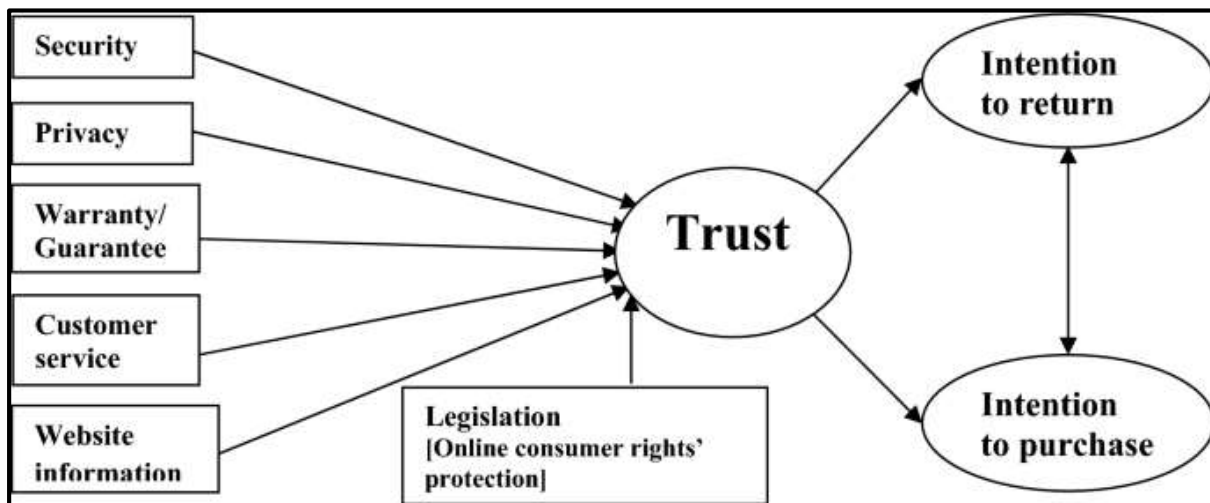 Security
Privacy
Warranty/
Guarantee
Customer
service
Website
information
Legislation
[Online consumer rights’
protection]
Trust
Intention
to return
Intention
to purchase